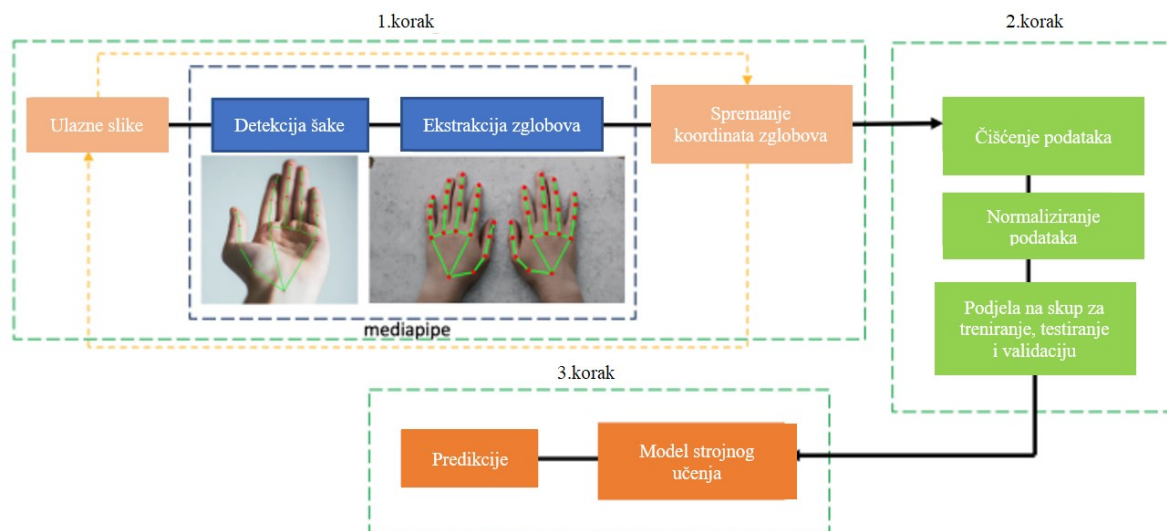 1.korak
Ulazne slike
Detekcija šake
Ekstrakcija zglobova
Spremanje
koordinata zglobova
mediapipe
2.korak
Čišćenje podataka
Normaliziranje
podataka
Podjela na skup za
treniranje, testiranje
i validaciju
3.korak
Predikcije
Model strojnog
učenja